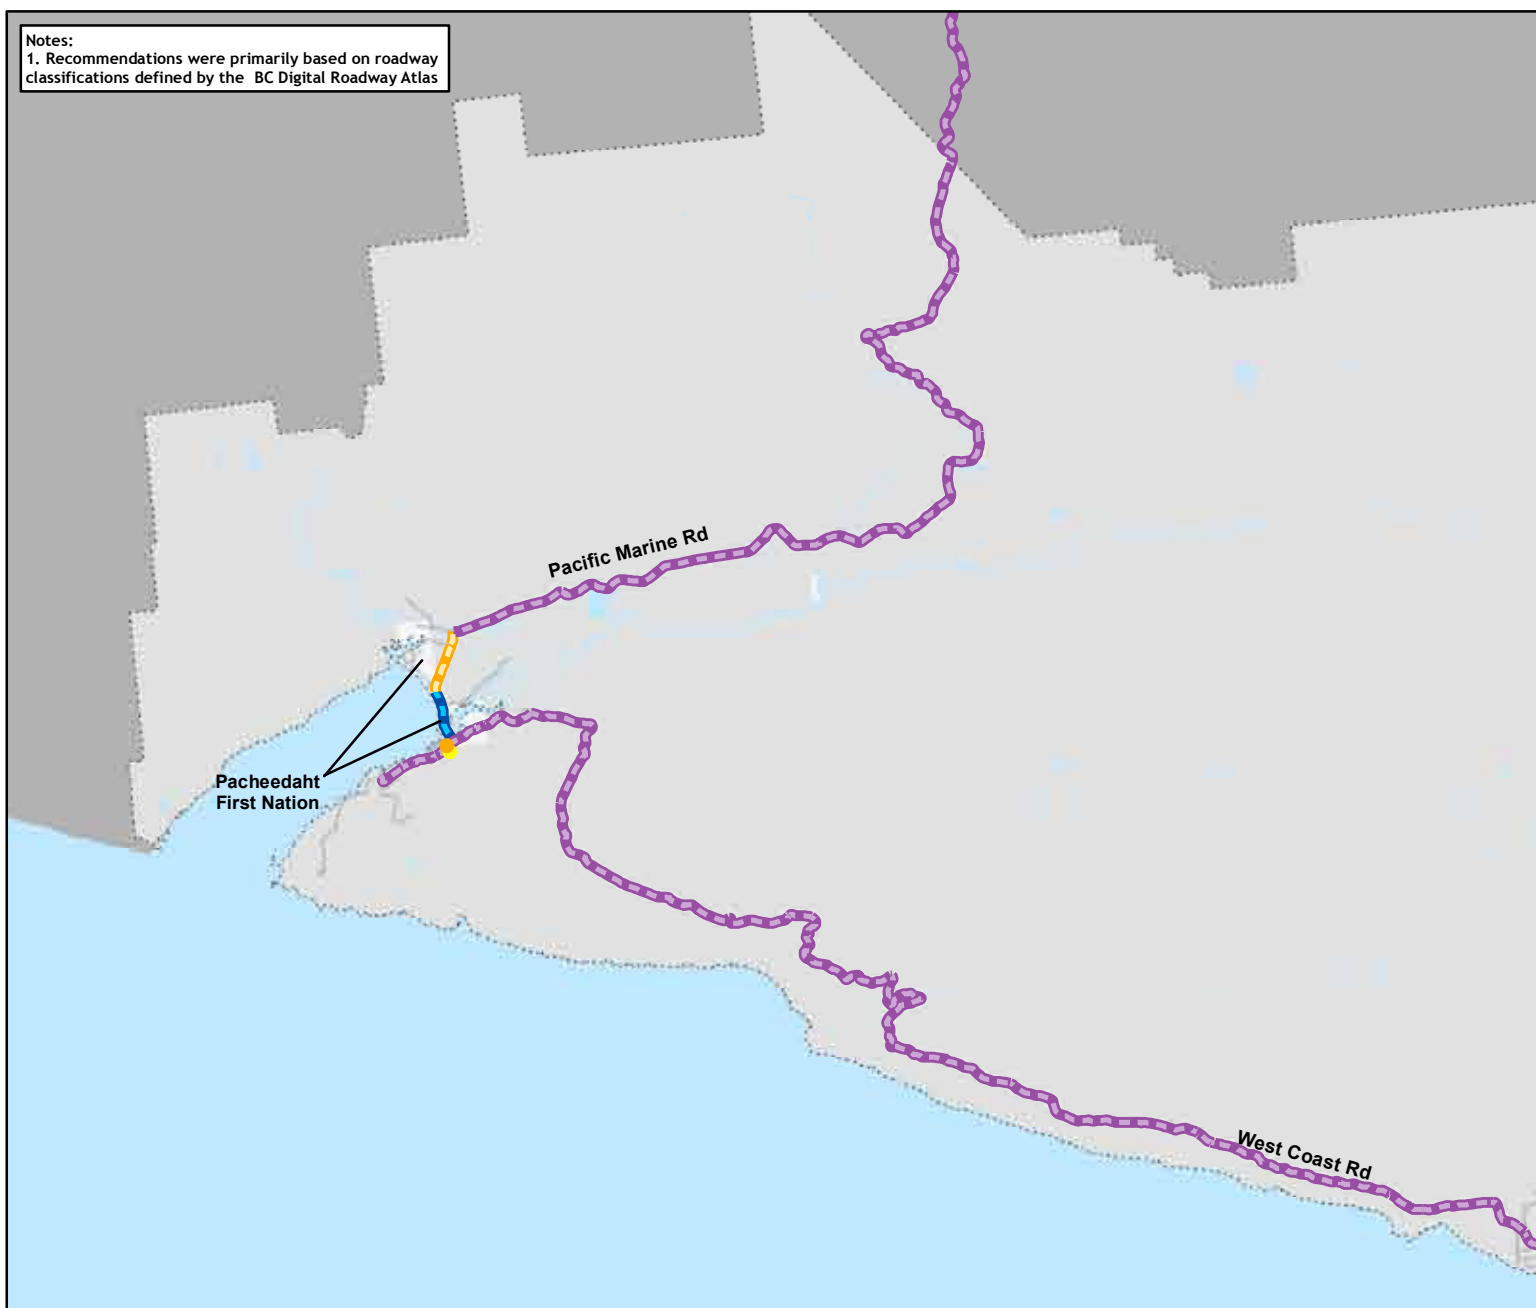 Notes:
1. Recommendations were primarily based on roadway
classifications defined by the BC Digital Roadway Atlas
Pacific Marine Rd
Pacheedaht
First Nation
West Coast Rd